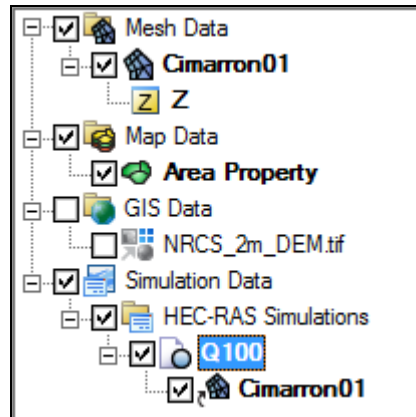 Mesh Data
Cimarron01
Z Z
Map Data
Area Property
GIS Data
NRCS_2m_DEM.tif
Simulation Data
HEC-RAS Simulations
Q100
Cimarron01